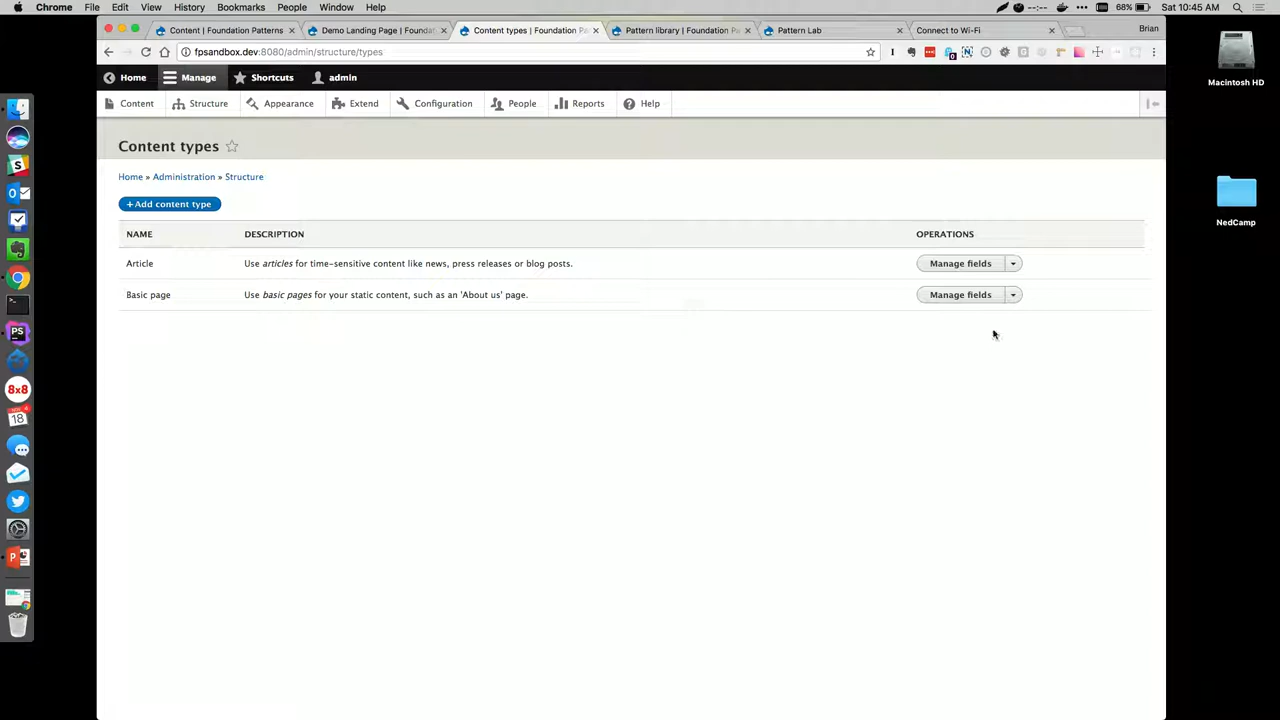 Chrome File Edit View History Bookmarks People Window Help
68% Sat 10:45 AM
Content | Foundation Patterns
Demo Landing Page | Foundat
Content types | Foundation Pa
Pattern library | Foundation Pa
Pattern Lab
Connect to Wi-Fi
Brian
fpsandbox.dev:8080/admin/structure/types
Home Manage Shortcuts admin
Content Structure Appearance Extend Configuration People Reports Help
Content types
Home » Administration » Structure
+ Add content type
NAME DESCRIPTION OPERATIONS
Article Use articles for time-sensitive content like news, press releases or blog posts. Manage fields
Basic page Use basic pages for your static content, such as an 'About us' page. Manage fields
Macintosh HD
NedCamp
8x8
18